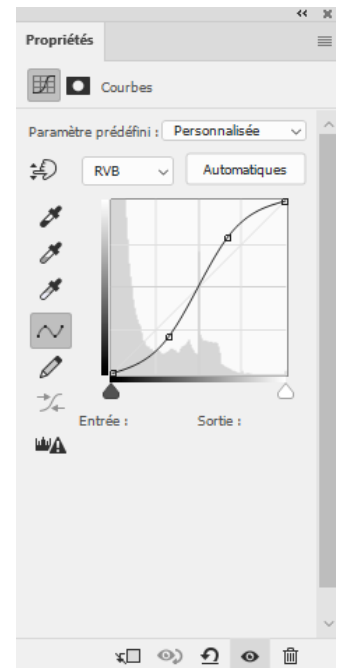 Propriétés
Courbes
Paramètre prédéfini : Personnalisée
RVB Automatiques
Entrée : Sortie :